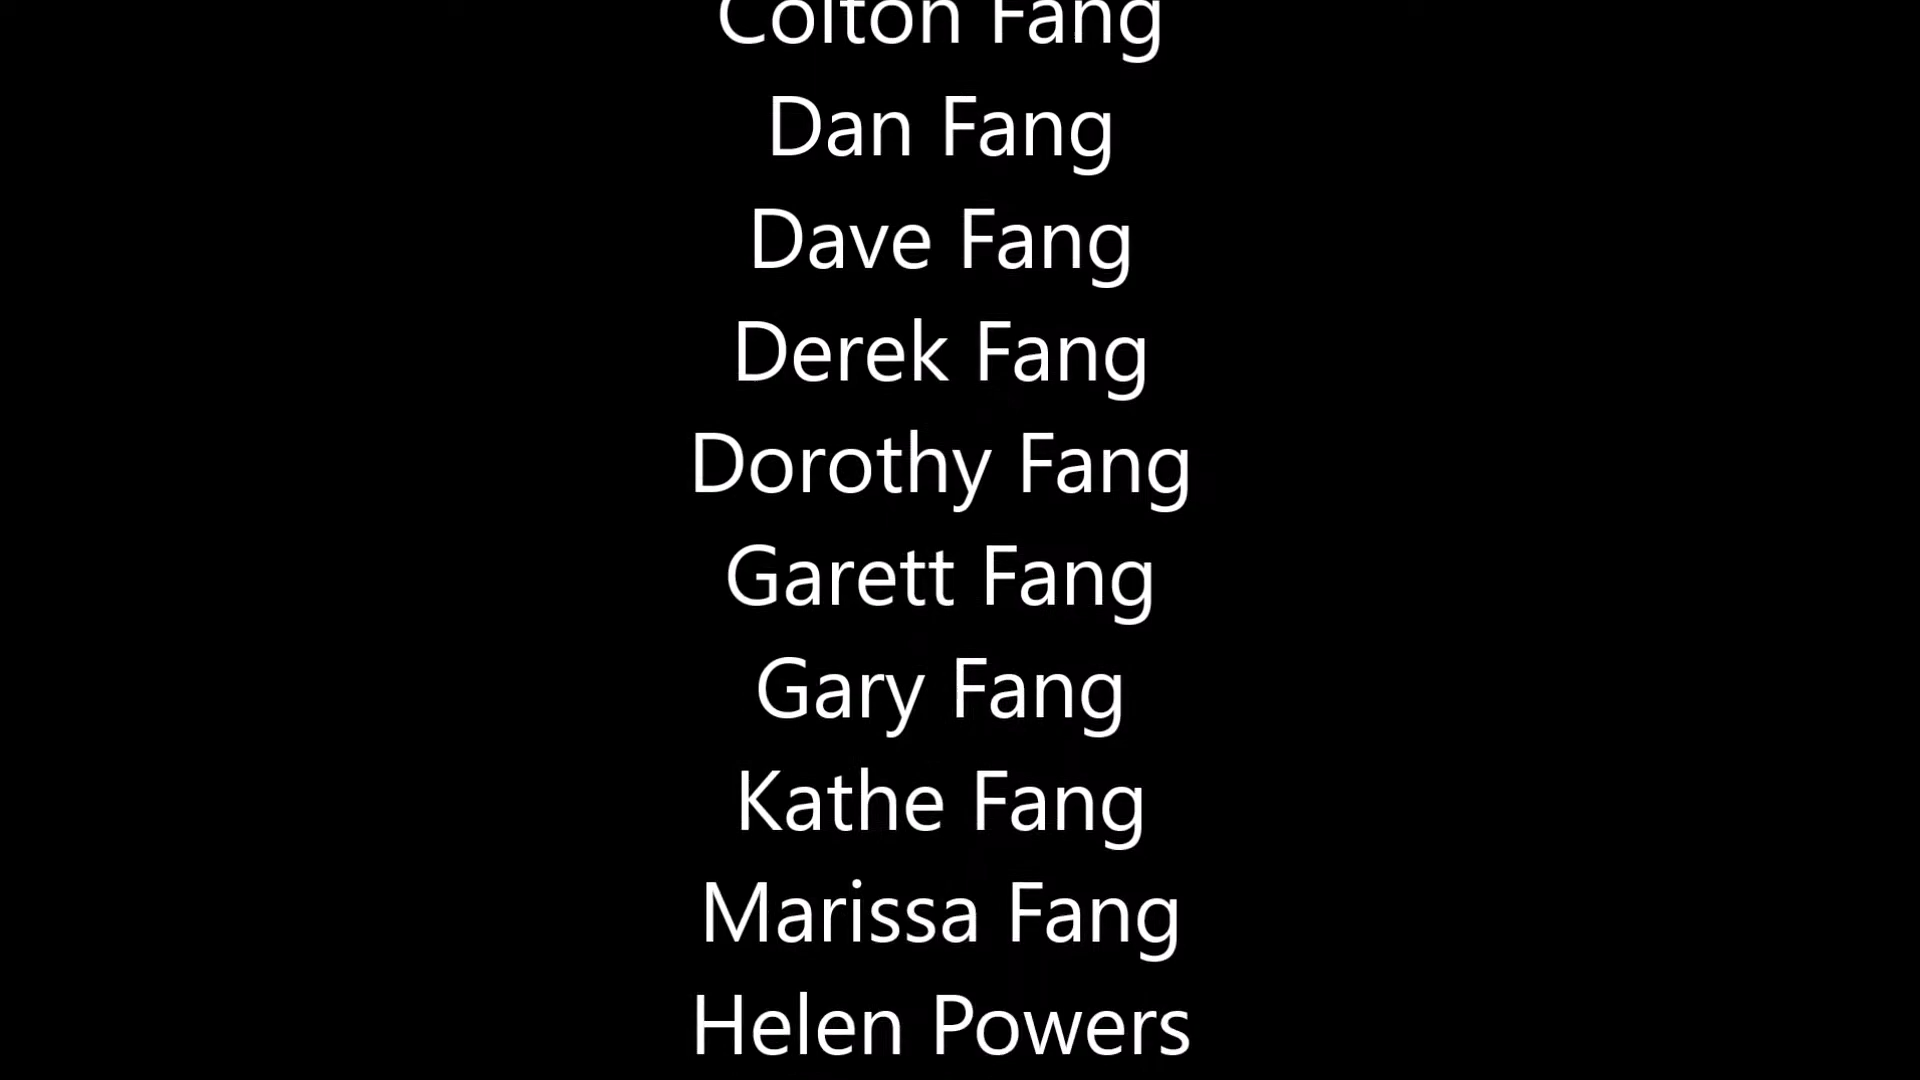 Colton Fang
Dan Fang
Dave Fang
Derek Fang
Dorothy Fang
Garett Fang
Gary Fang
Kathe Fang
Marissa Fang
Helen Powers